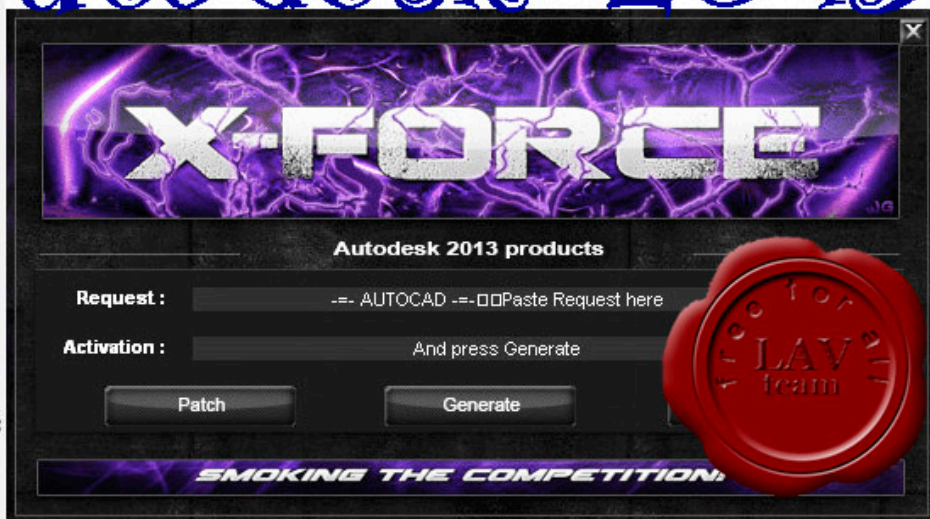 X
X-FORCE
JG
Autodesk 2013 products
Request :
-=- AUTOCAD -=-□□Paste Request here
Activation :
And press Generate
Patch
Generate
free for all
LAV
team
SMOKING THE COMPETITION!